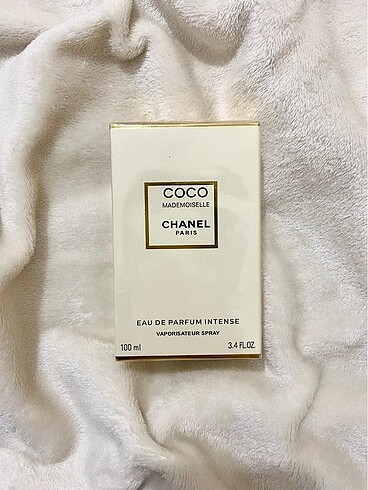 COCO
MADEMOISELLE
CHANEL
PARIS
EAU DE PARFUM INTENSE
VAPORISATEUR SPRAY
100 ml 3.4 FL.OZ.